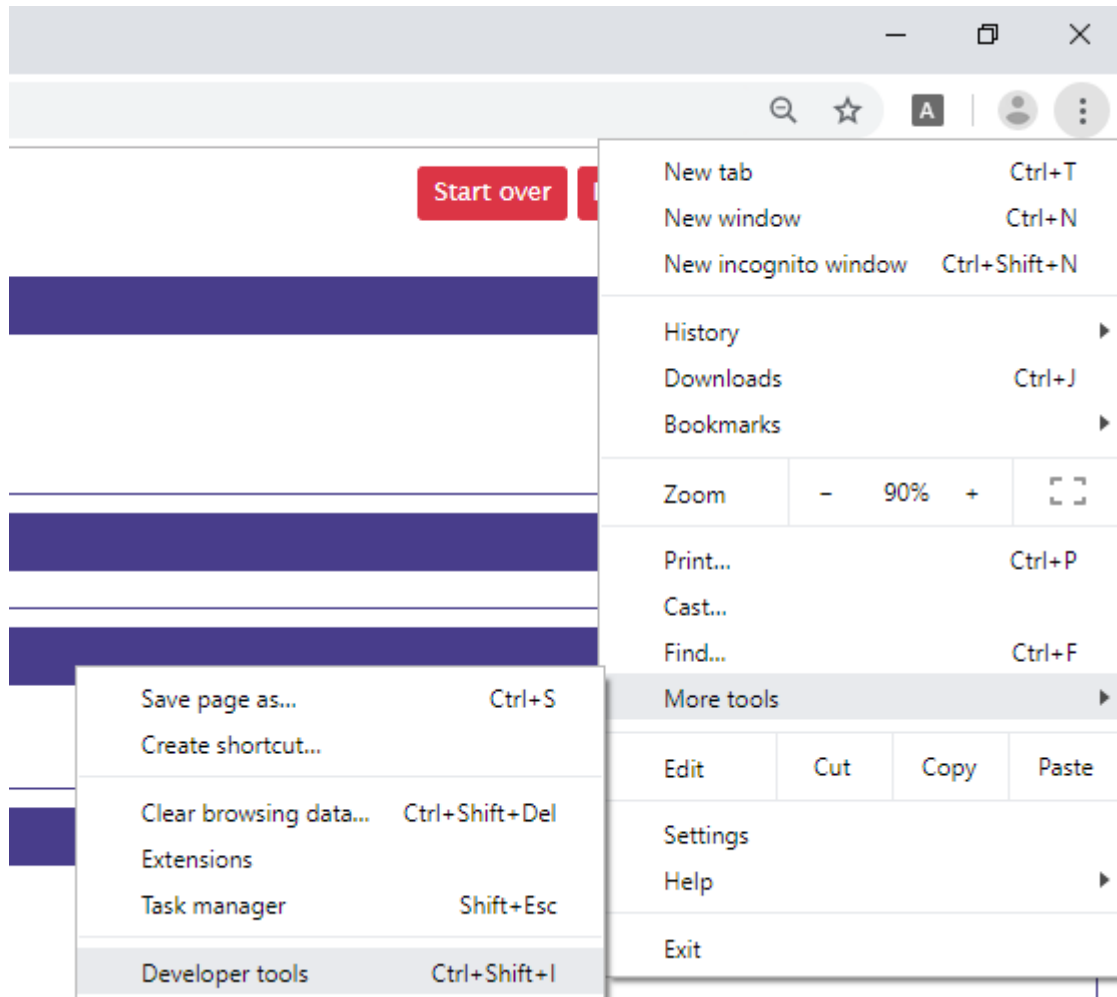 A
Start over
New tab Ctrl+T
New window Ctrl+N
New incognito window Ctrl+Shift+N
History
Downloads Ctrl+J
Bookmarks
Zoom - 90% +
Print... Ctrl+P
Cast...
Find... Ctrl+F
More tools
Edit Cut Copy Paste
Settings
Help
Exit
Save page as... Ctrl+S
Create shortcut...
Clear browsing data... Ctrl+Shift+Del
Extensions
Task manager Shift+Esc
Developer tools Ctrl+Shift+I